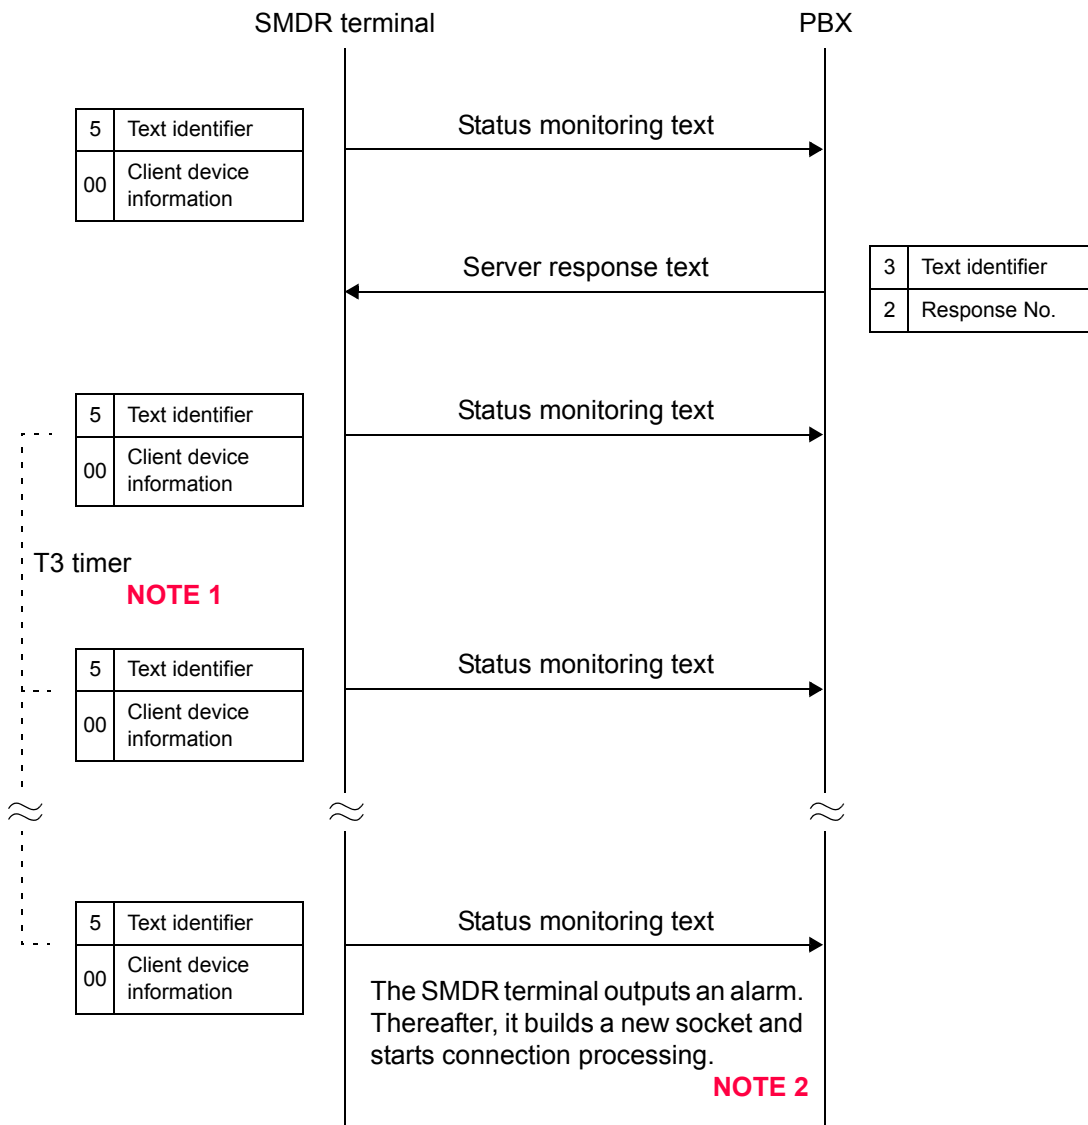 SMDR terminal
PBX
5 Text identifier
00 Client device
information
Status monitoring text
Server response text
3 Text identifier
2 Response No.
5 Text identifier
00 Client device
information
Status monitoring text
T3 timer
NOTE 1
5 Text identifier
00 Client device
information
Status monitoring text
5 Text identifier
00 Client device
information
Status monitoring text
The SMDR terminal outputs an alarm.
Thereafter, it builds a new socket and
starts connection processing.
NOTE 2